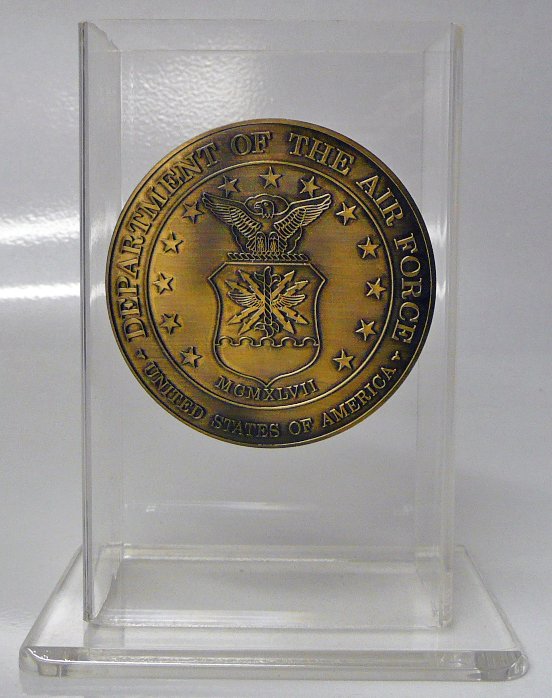 DEPARTMENT OF THE AIR FORCE
MCMXLVII
UNITED STATES OF AMERICA